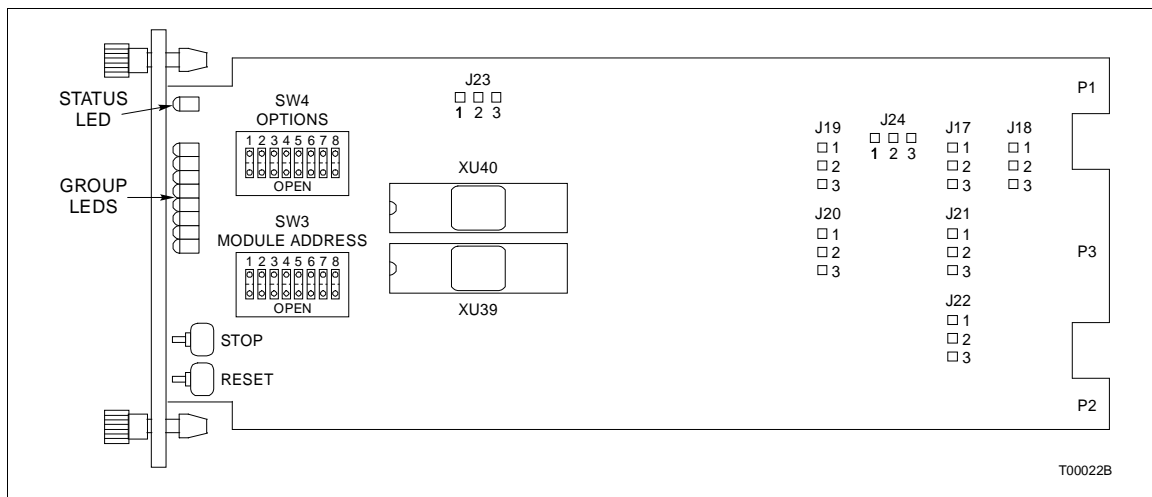 STATUS
LED
GROUP
LEDS
SW4
OPTIONS
1 2 3 4 5 6 7 8
OPEN
SW3
MODULE ADDRESS
1 2 3 4 5 6 7 8
OPEN
STOP
RESET
J23
1 2 3
XU40
XU39
J19
1
2
3
J20
1
2
3
J24
1 2 3
J17
1
2
3
J21
1
2
3
J22
1
2
3
J18
1
2
3
P1
P3
P2
T00022B